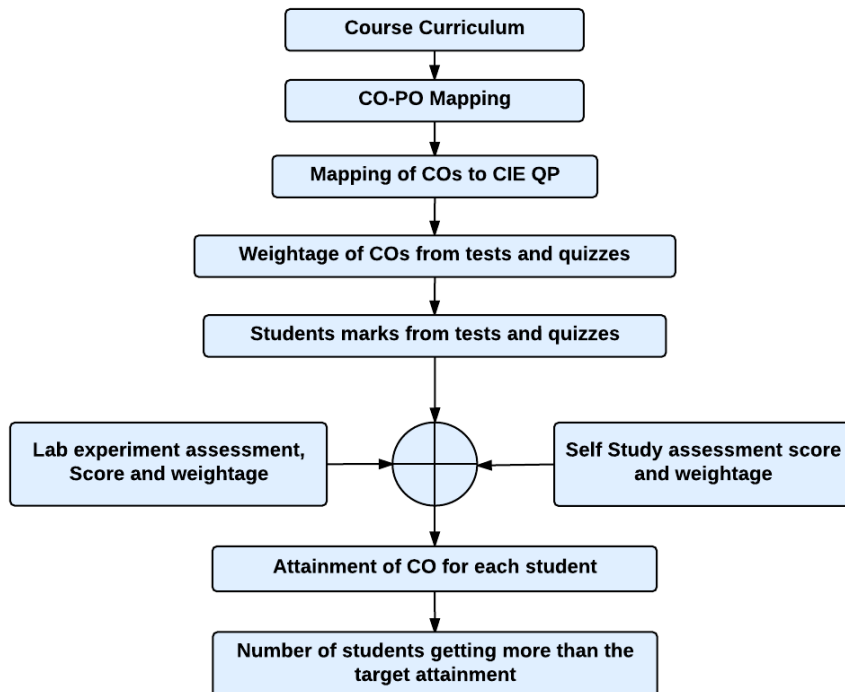 Course Curriculum
CO-PO Mapping
Mapping of COs to CIE QP
Weightage of COs from tests and quizzes
Students marks from tests and quizzes
Lab experiment assessment,
Score and weightage
Self Study assessment score
and weightage
Attainment of CO for each student
Number of students getting more than the
target attainment